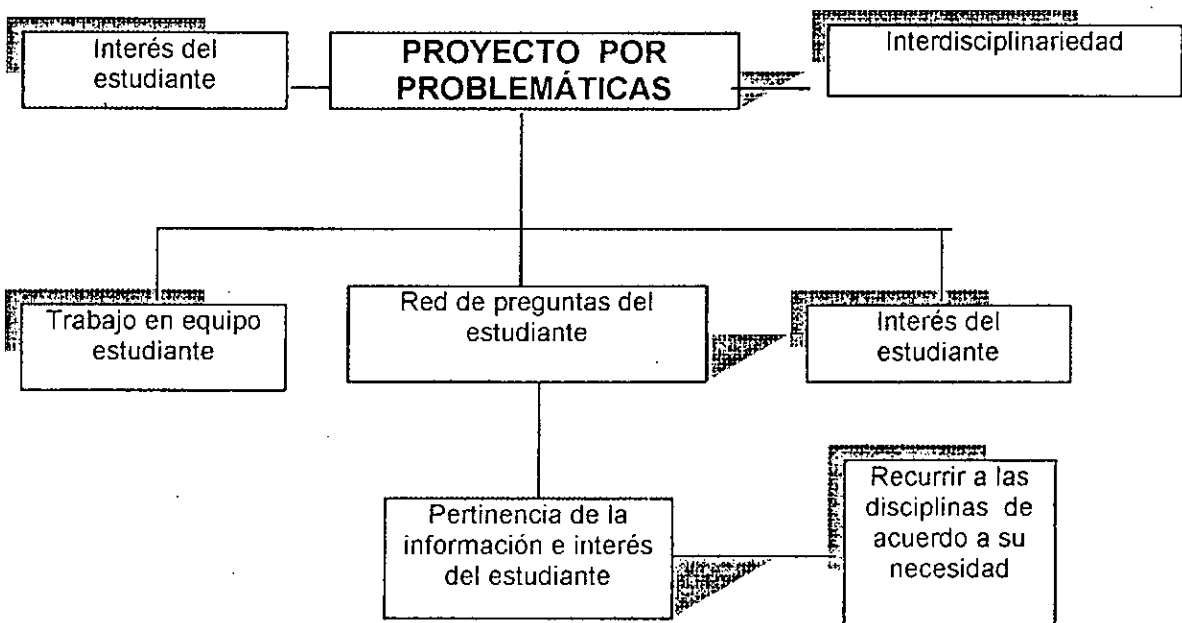 Interés del
estudiante
PROYECTO POR
PROBLEMÁTICAS
Interdisciplinariedad
Trabajo en equipo
estudiante
Red de preguntas del
estudiante
Interés del
estudiante
Pertinencia de la
información e interés
del estudiante
Recurrir a las
disciplinas de
acuerdo a su
necesidad